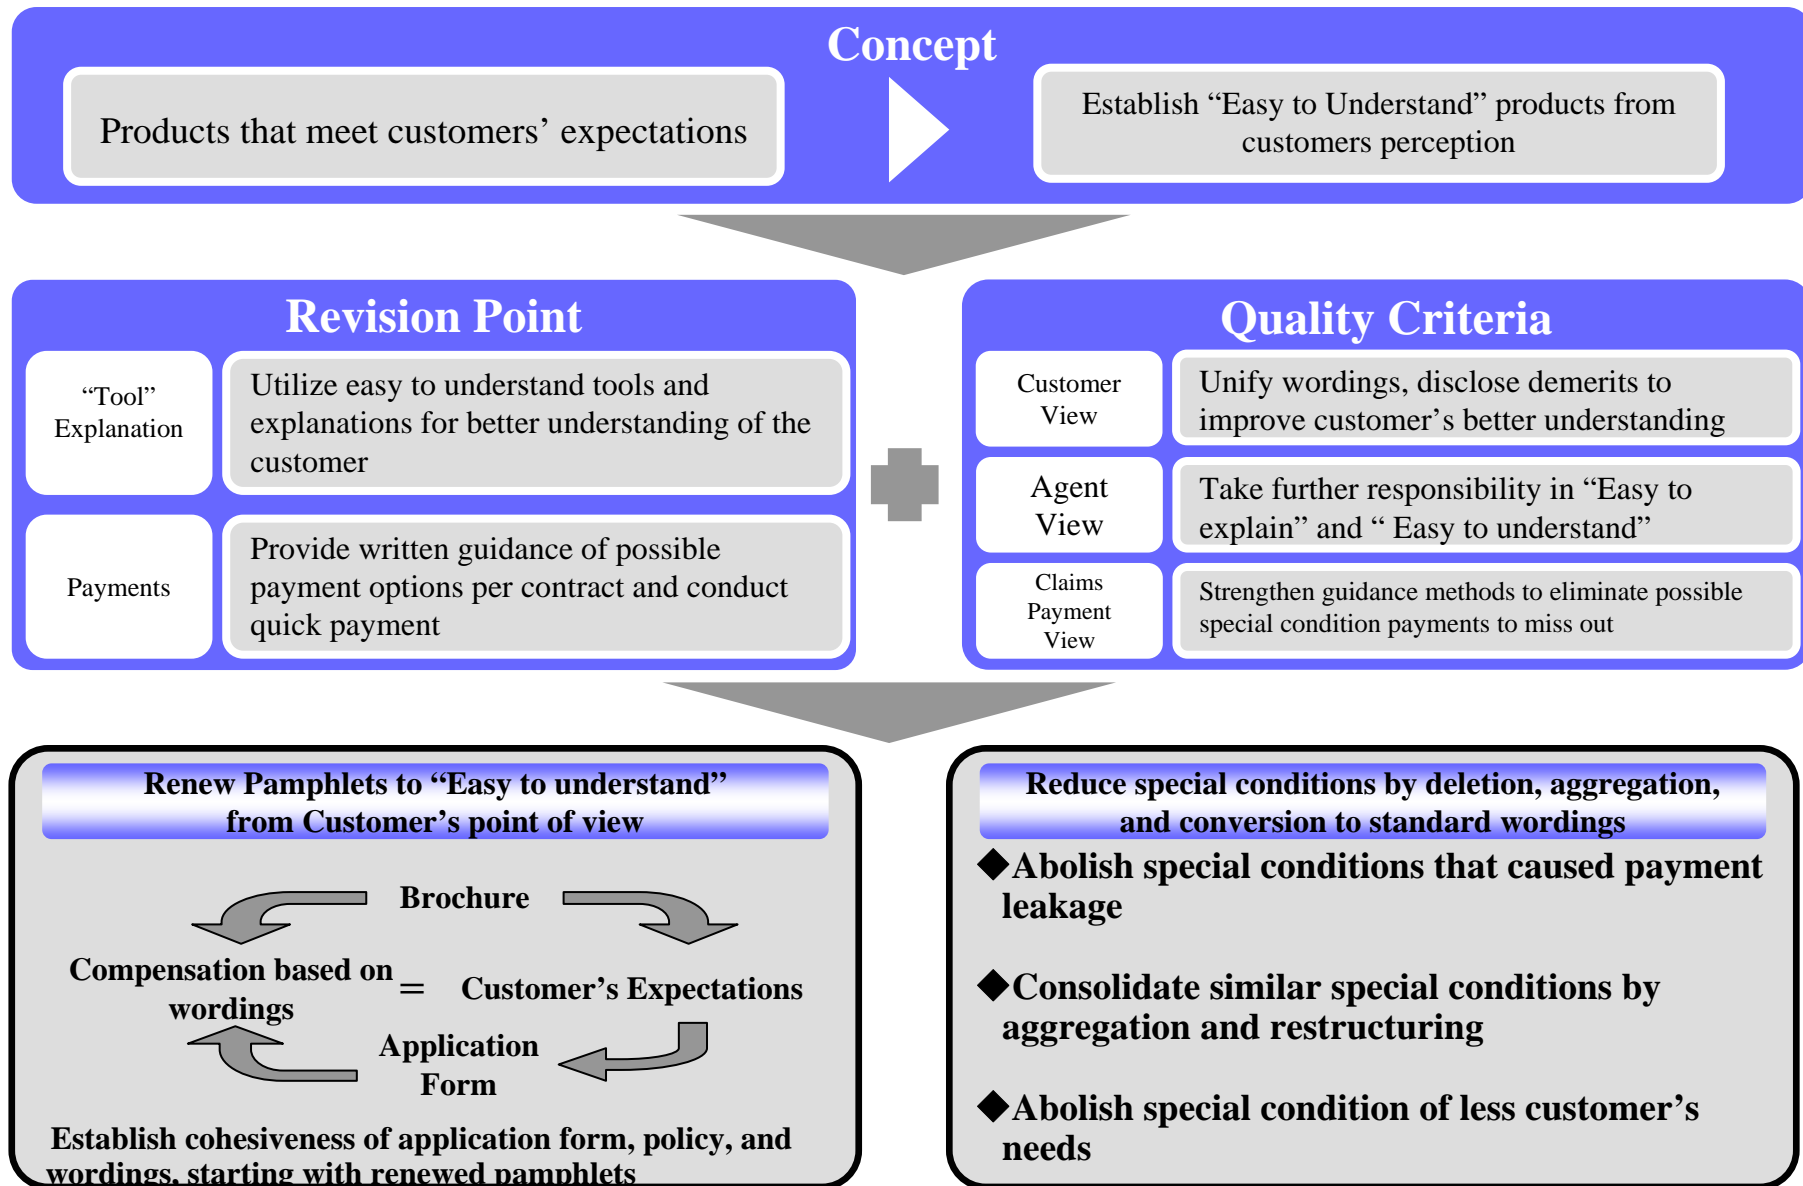 Concept
Products that meet customers’ expectations
Establish “Easy to Understand” products from
customers perception
Revision Point
“Tool”
Explanation
Utilize easy to understand tools and
explanations for better understanding of the
customer
Payments
Provide written guidance of possible
payment options per contract and conduct
quick payment
Quality Criteria
Customer
View
Unify wordings, disclose demerits to
improve customer’s better understanding
Agent
View
Take further responsibility in “Easy to
explain” and “ Easy to understand”
Claims
Payment
View
Strengthen guidance methods to eliminate possible
special condition payments to miss out
Renew Pamphlets to “Easy to understand”
from Customer’s point of view
Brochure
Compensation based on
wordings
=
Customer’s Expectations
Application
Form
Establish cohesiveness of application form, policy, and
wordings, starting with renewed pamphlets
Reduce special conditions by deletion, aggregation,
and conversion to standard wordings
◆Abolish special conditions that caused payment
leakage
◆Consolidate similar special conditions by
aggregation and restructuring
◆Abolish special condition of less customer’s
needs